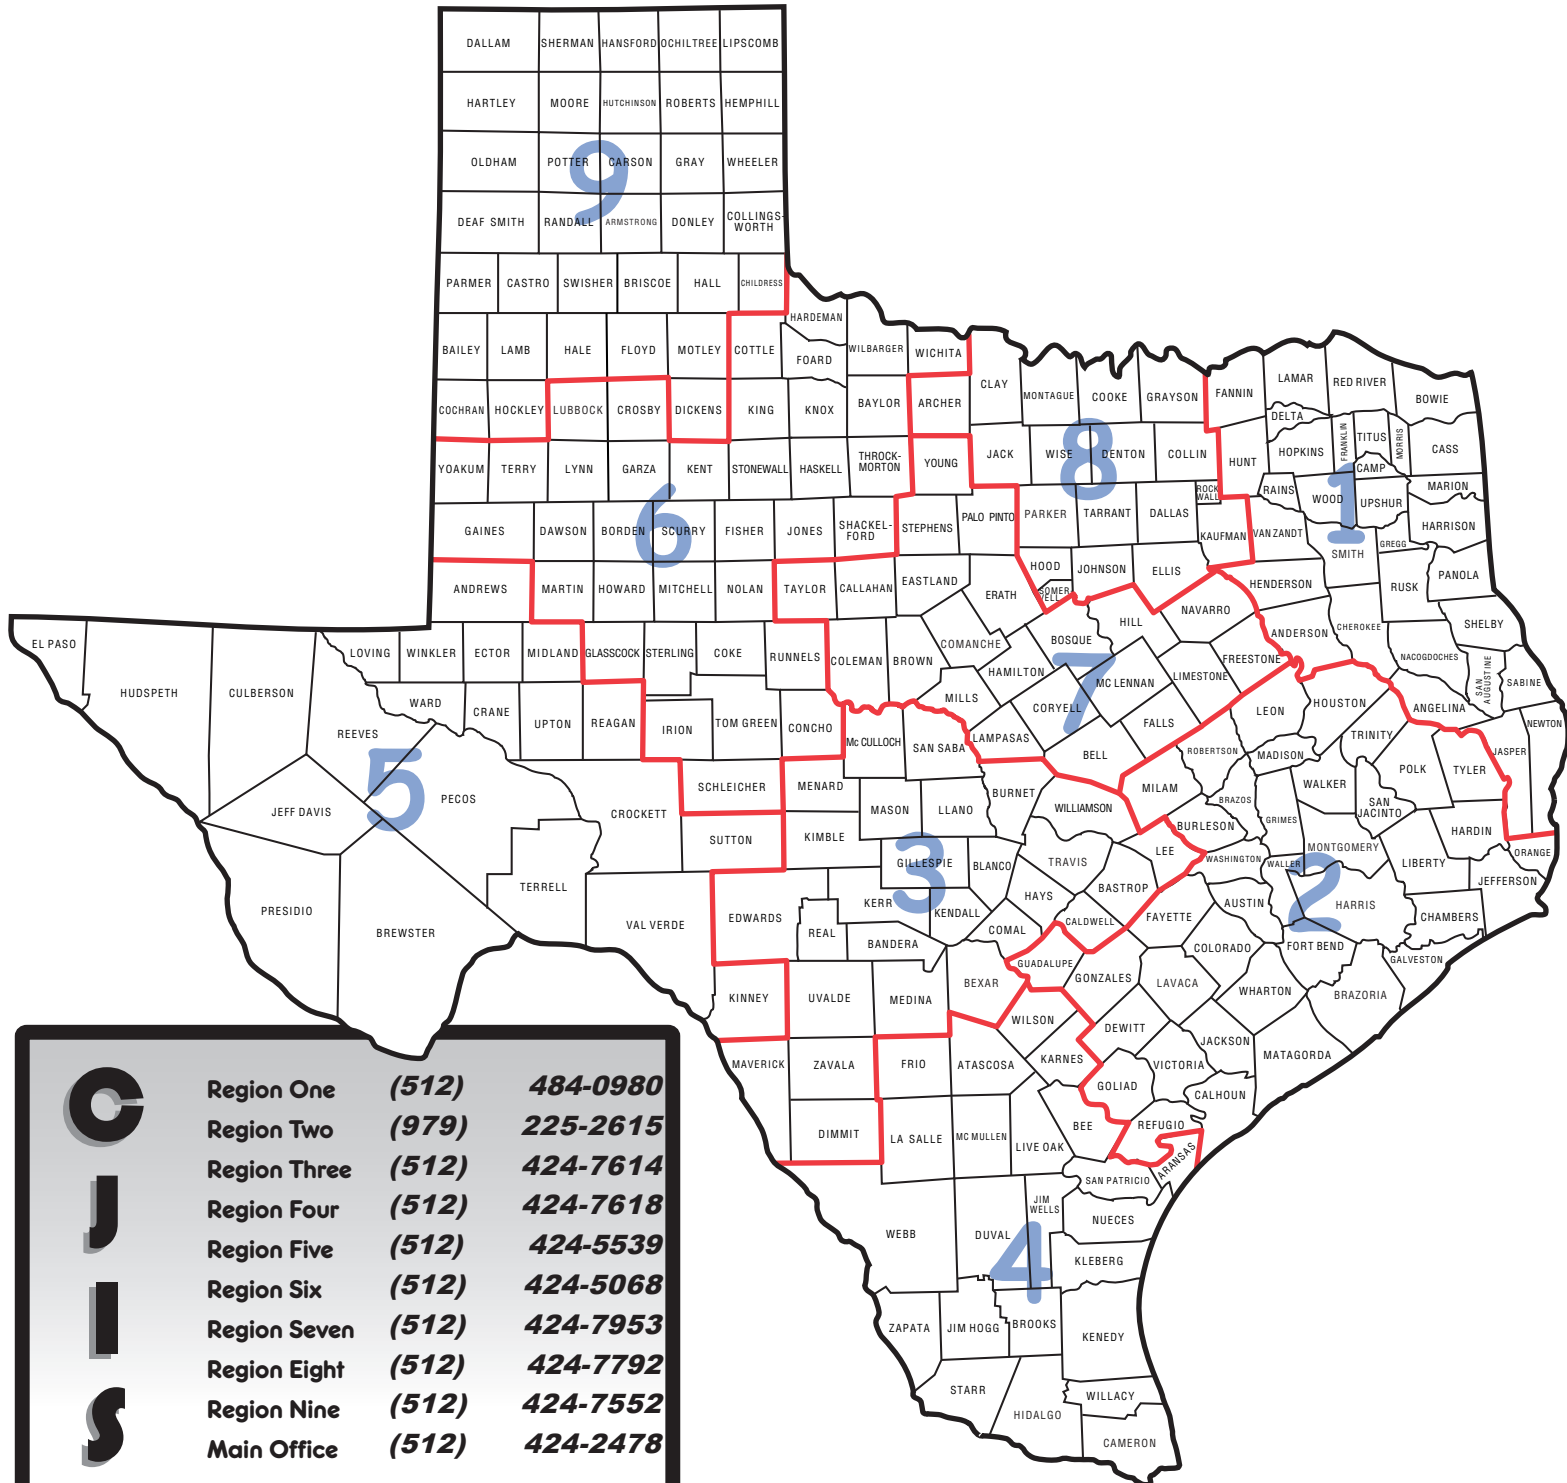 DALLAM SHERMAN HANSFORD OCHILTREE LIPSCOMB
HARTLEY MOORE HUTCHINSON ROBERTS HEMPHILL
OLDHAM POTTER CARSON GRAY WHEELER
9
DEAF SMITH RANDALL ARMSTRONG DONLEY COLLINGS-
WORTH
PARMER CASTRO SWISHER BRISCOE HALL CHILDRESS
HARDEMAN
BAILEY LAMB HALE FLOYD MOTLEY COTTLE FOARD WILBARGER WICHITA
CLAY MONTAGUE COOKE GRAYSON FANNIN LAMAR RED RIVER BOWIE
COCHRAN HOCKLEY LUBBOCK CROSBY DICKENS KING KNOX BAYLOR ARCHER
DELTA HOPKINS FRANKLIN TITUS MORRIS CASS
CAMP
YOAKUM TERRY LYNN GARZA KENT STONEWALL HASKELL THROCK-
MORTON YOUNG JACK WISE DENTON COLLIN HUNT
8
RAINS WOOD UPSHUR MARION
ROCK
WALL
1
6
GAINES DAWSON BORDEN SCURRY FISHER JONES SHACKEL-
FORD STEPHENS PALO PINTO PARKER TARRANT DALLAS KAUFMAN VAN ZANDT SMITH GREGG HARRISON
ANDREWS MARTIN HOWARD MITCHELL NOLAN TAYLOR CALLAHAN EASTLAND ERATH HOOD JOHNSON ELLIS HENDERSON RUSK PANOLA
SOMER
VELL
EL PASO LOVING WINKLER ECTOR MIDLAND GLASSCOCK STERLING COKE RUNNELS COLEMAN BROWN COMANCHE BOSQUE HILL NAVARRO ANDERSON CHEROKEE SHELBY
HUDSPETH CULBERSON WARD CRANE UPTON REAGAN IRION TOM GREEN CONCHO MILLS HAMILTON MC LENNAN LIMESTONE FREESTONE NACOGDOCHES SAN
AUGUSTINE SABINE
7
REEVES Mc CULLOCH SAN SABA LAMPASAS CORYELL FALLS LEON HOUSTON ANGELINA NEWTON
BELL ROBERTSON MADISON TRINITY JASPER
5
JEFF DAVIS PECOS CROCKETT SCHLEICHER MENARD MASON LLANO BURNET WILLIAMSON MILAM BRAZOS GRIMES WALKER SAN
JACINTO POLK TYLER
SUTTON KIMBLE GILLESPIE BLANCO TRAVIS LEE BURLESON WASHINGTON WALLER MONTGOMERY LIBERTY HARDIN ORANGE
3
2
PRESIDIO BREWSTER TERRELL VAL VERDE EDWARDS REAL KERR KENDALL HAYS BASTROP AUSTIN HARRIS CHAMBERS JEFFERSON
BANDERA COMAL CALDWELL FAYETTE COLORADO FORT BEND GALVESTON
KINNEY UVALDE MEDINA BEXAR GUADALUPE GONZALES LAVACA WHARTON BRAZORIA
WILSON DEWITT JACKSON MATAGORDA
MAVERICK ZAVALA FRIO ATASCOSA KARNES GOLIAD VICTORIA CALHOUN
DIMMIT LA SALLE MC MULLEN LIVE OAK BEE REFUGIO
ARANSAS
SAN PATRICIO
WEBB DUVAL JIM
WELLS NUECES
4
KLEBERG
ZAPATA JIM HOGG BROOKS KENEDY
STARR HIDALGO WILLACY
CAMERON
C
J
I
S
Region One (512) 484-0980
Region Two (979) 225-2615
Region Three (512) 424-7614
Region Four (512) 424-7618
Region Five (512) 424-5539
Region Six (512) 424-5068
Region Seven (512) 424-7953
Region Eight (512) 424-7792
Region Nine (512) 424-7552
Main Office (512) 424-2478